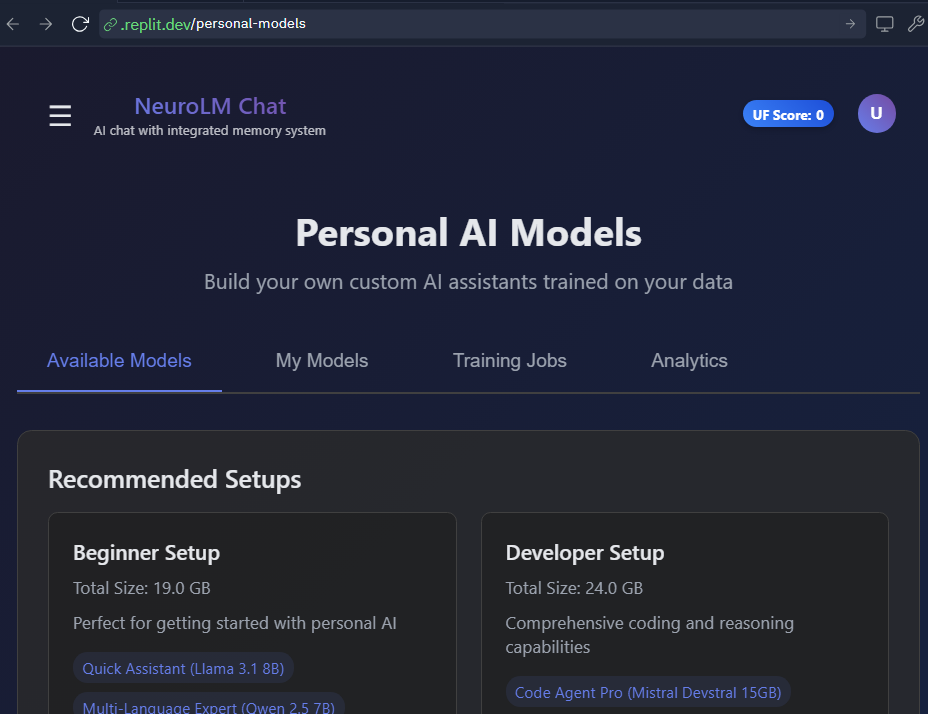 .replit.dev/personal-models
NeuroLM Chat
AI chat with integrated memory system
UF Score: 0
U
Personal AI Models
Build your own custom AI assistants trained on your data
Available Models
My Models
Training Jobs
Analytics
Recommended Setups
Beginner Setup
Total Size: 19.0 GB
Perfect for getting started with personal AI
Quick Assistant (Llama 3.1 8B)
Multi-Language Expert (Qwen 2.5 7B)
Developer Setup
Total Size: 24.0 GB
Comprehensive coding and reasoning
capabilities
Code Agent Pro (Mistral Devstral 15GB)